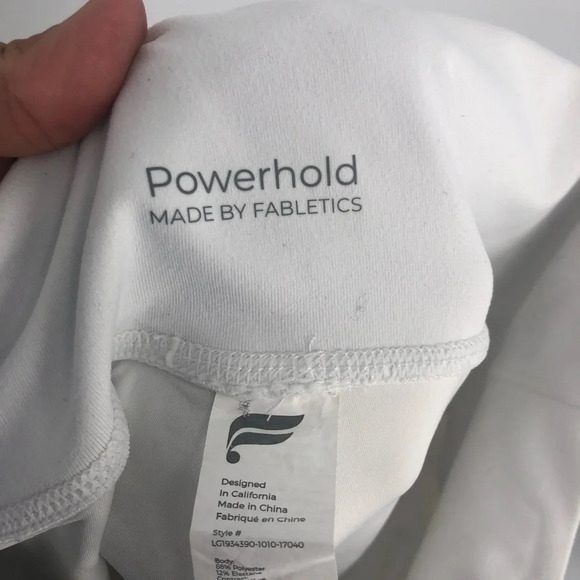 Powerhold
MADE BY FABLETICS
Designed
In California
Made in China
Fabriqué en Chine
Style #
LG1934390-1010-17040
Body:
88% Polyester
12% Elastane